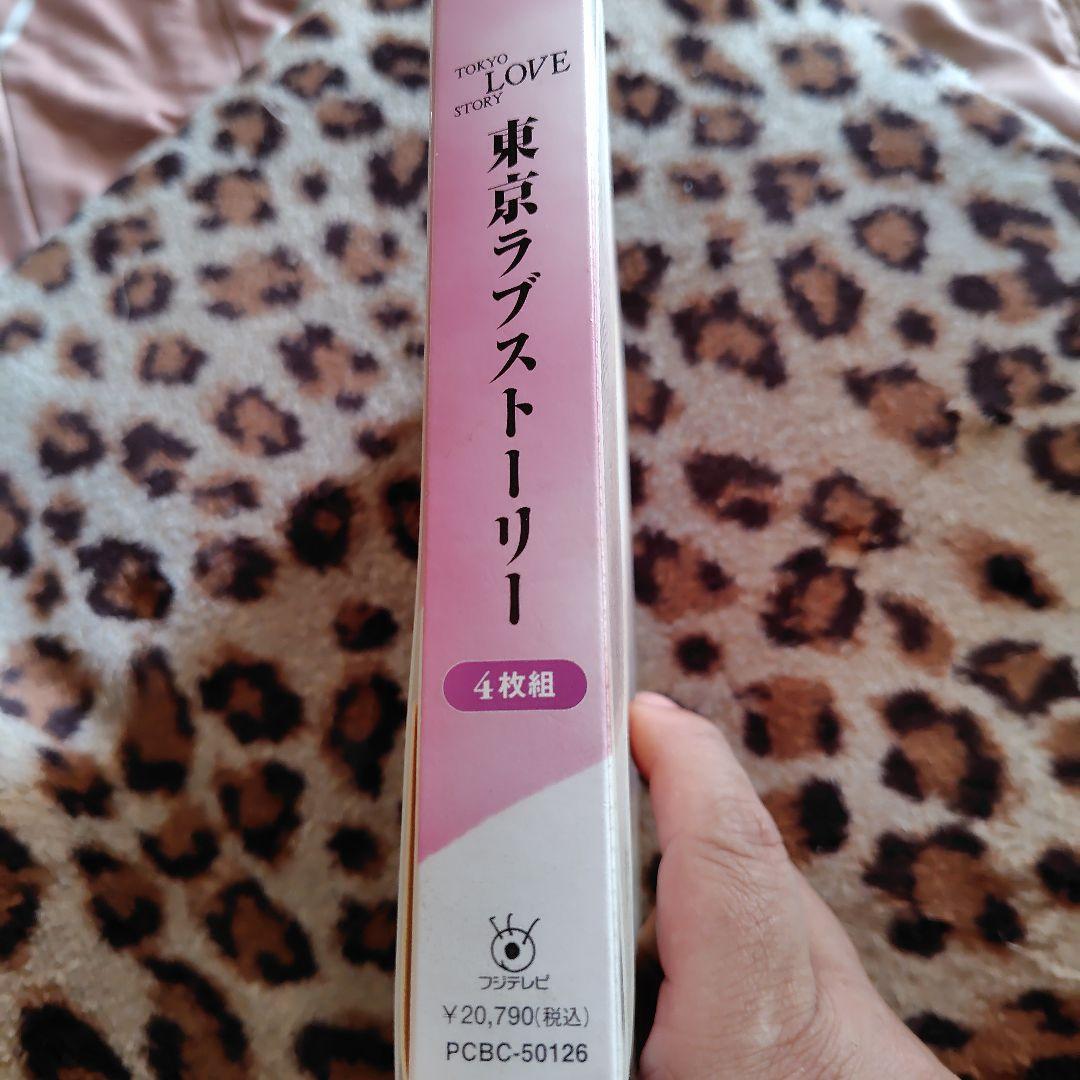 TOKYO
LOVE
STORY
東京ラブストーリー
4枚組
フジテレビ
¥20,790(税込)
PCBC-50126